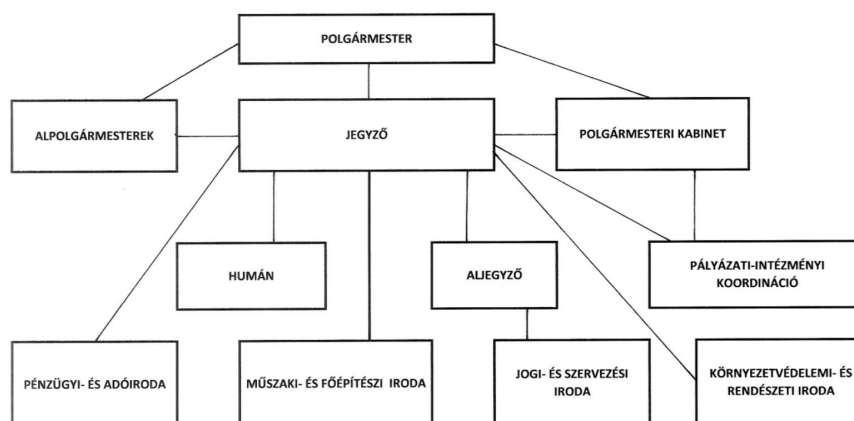 POLGÁRMESTER
ALPOLGÁRMESTEREK
JEGYZŐ
POLGÁRMESTERI KABINET
HUMÁN
ALJEGYZŐ
PÁLYÁZATI-INTÉZMÉNYI
KOORDINÁCIÓ
PÉNZÜGYI- ÉS ADÓIRODA
MŰSZAKI- ÉS FŐÉPÍTÉSZI IRODA
JOGI- ÉS SZERVEZÉSI
IRODA
KÖRNYEZETVÉDELEMI- ÉS
RENDÉSZETI IRODA